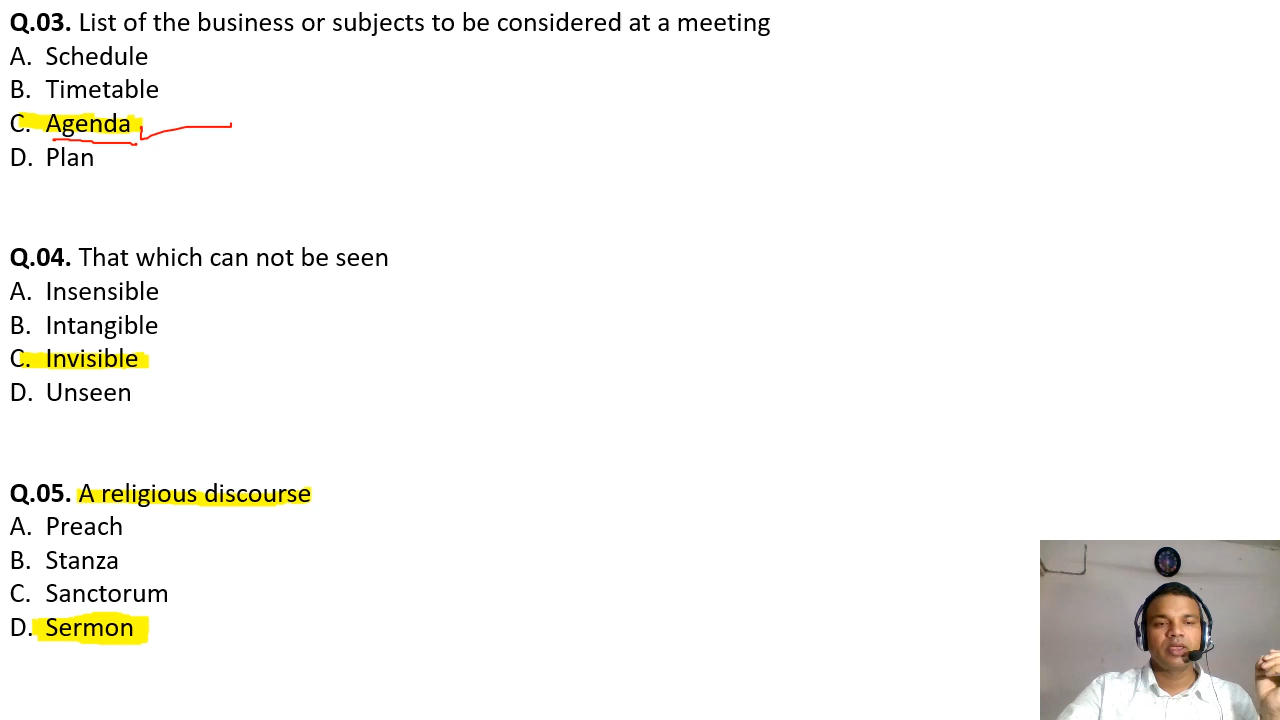 Q.03. List of the business or subjects to be considered at a meeting
A. Schedule
B. Timetable
C. Agenda
D. Plan
Q.04. That which can not be seen
A. Insensible
B. Intangible
C. Invisible
D. Unseen
Q.05. A religious discourse
A. Preach
B. Stanza
C. Sanctorum
D. Sermon